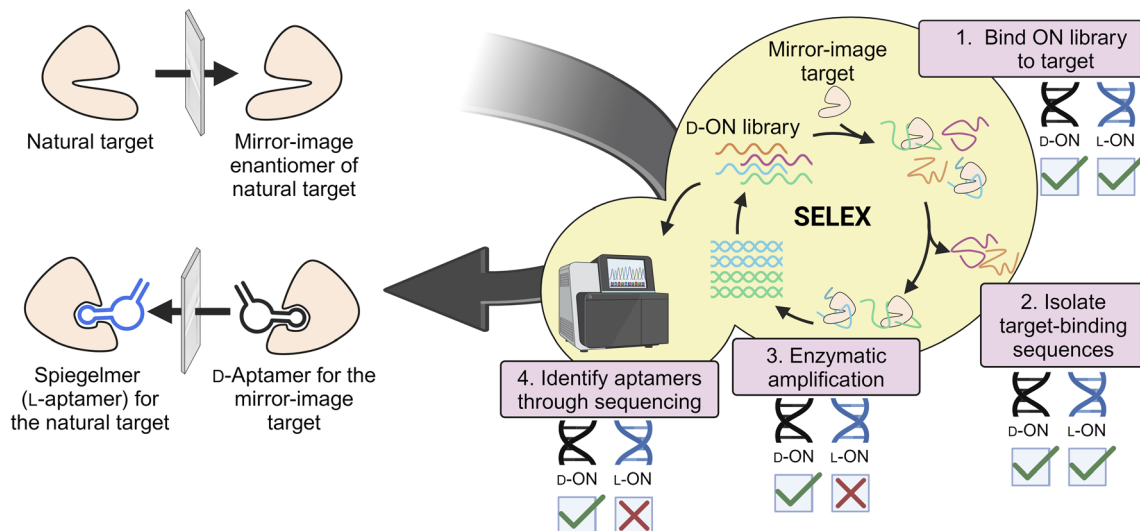 Natural target
Mirror-image
enantiomer of
natural target
Spiegelmer
(L-aptamer) for
the natural target
D-Aptamer for the
mirror-image
target
Mirror-image
target
D-ON library
SELEX
1. Bind ON library
to target
D-ON
L-ON
2. Isolate
target-binding
sequences
D-ON
L-ON
3. Enzymatic
amplification
D-ON
L-ON
4. Identify aptamers
through sequencing
D-ON
L-ON